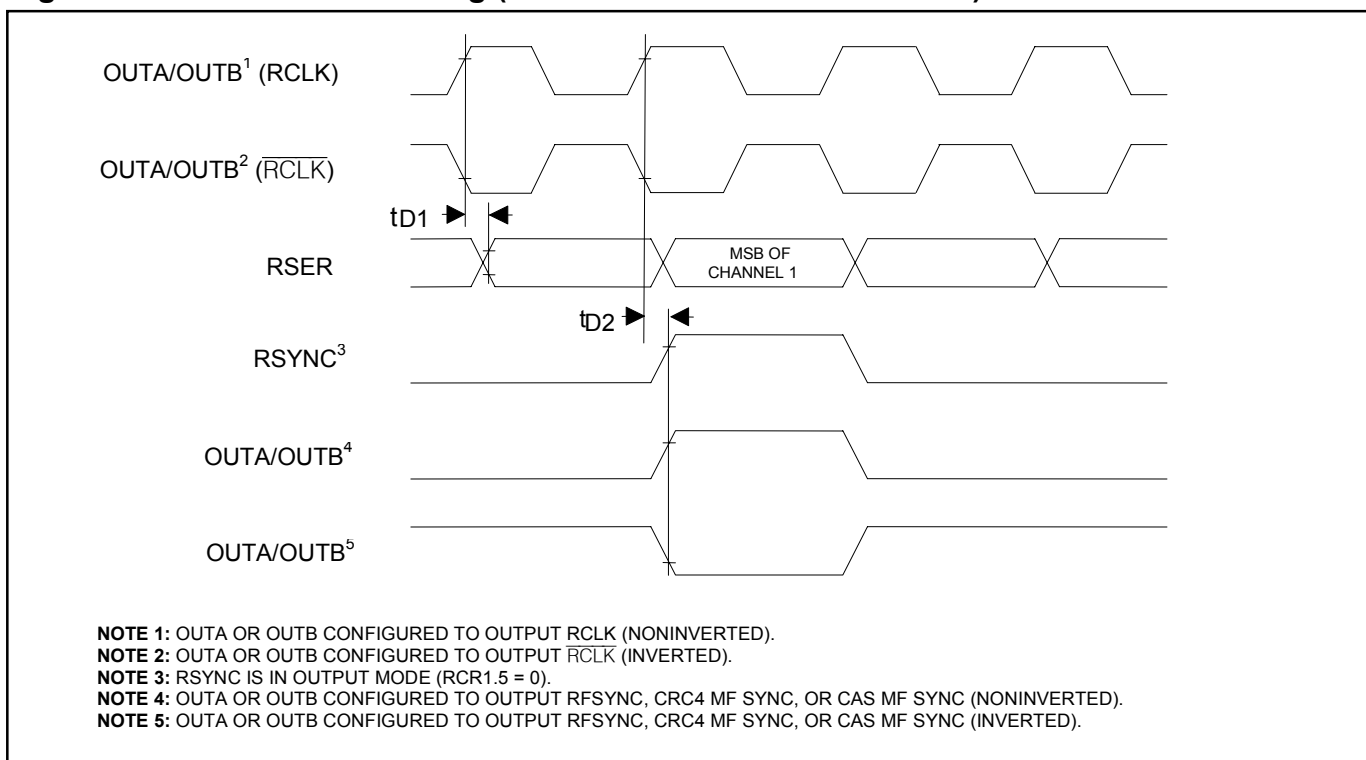 OUTA/OUTB¹ (RCLK)
OUTA/OUTB² (R̅C̅L̅K̅)
tD1
RSER
MSB OF
CHANNEL 1
tD2
RSYNC³
OUTA/OUTB⁴
OUTA/OUTB⁵
NOTE 1: OUTA OR OUTB CONFIGURED TO OUTPUT RCLK (NONINVERTED).
NOTE 2: OUTA OR OUTB CONFIGURED TO OUTPUT R̅C̅L̅K̅ (INVERTED).
NOTE 3: RSYNC IS IN OUTPUT MODE (RCR1.5 = 0).
NOTE 4: OUTA OR OUTB CONFIGURED TO OUTPUT RFSYNC, CRC4 MF SYNC, OR CAS MF SYNC (NONINVERTED).
NOTE 5: OUTA OR OUTB CONFIGURED TO OUTPUT RFSYNC, CRC4 MF SYNC, OR CAS MF SYNC (INVERTED).